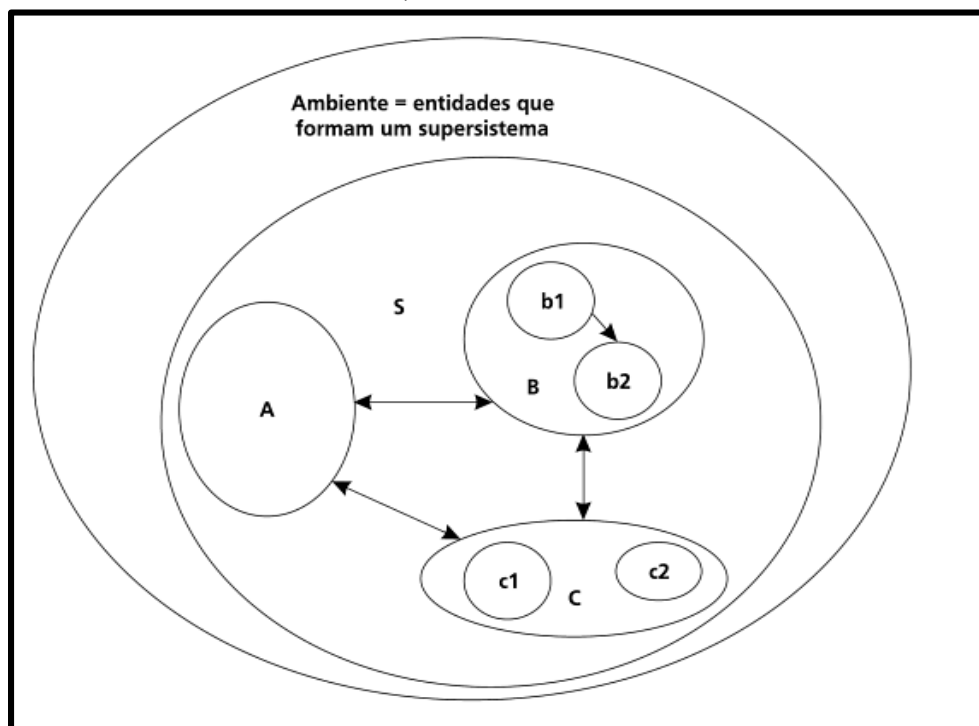 Ambiente = entidades que
formam um supersistema
S
b1
b2
B
A
c1
c2
C